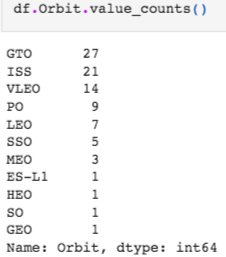 df.Orbit.value_counts()
GTO 27
ISS 21
VLEO 14
PO 9
LEO 7
SSO 5
MEO 3
ES-L1 1
HEO 1
SO 1
GEO 1
Name: Orbit, dtype: int64